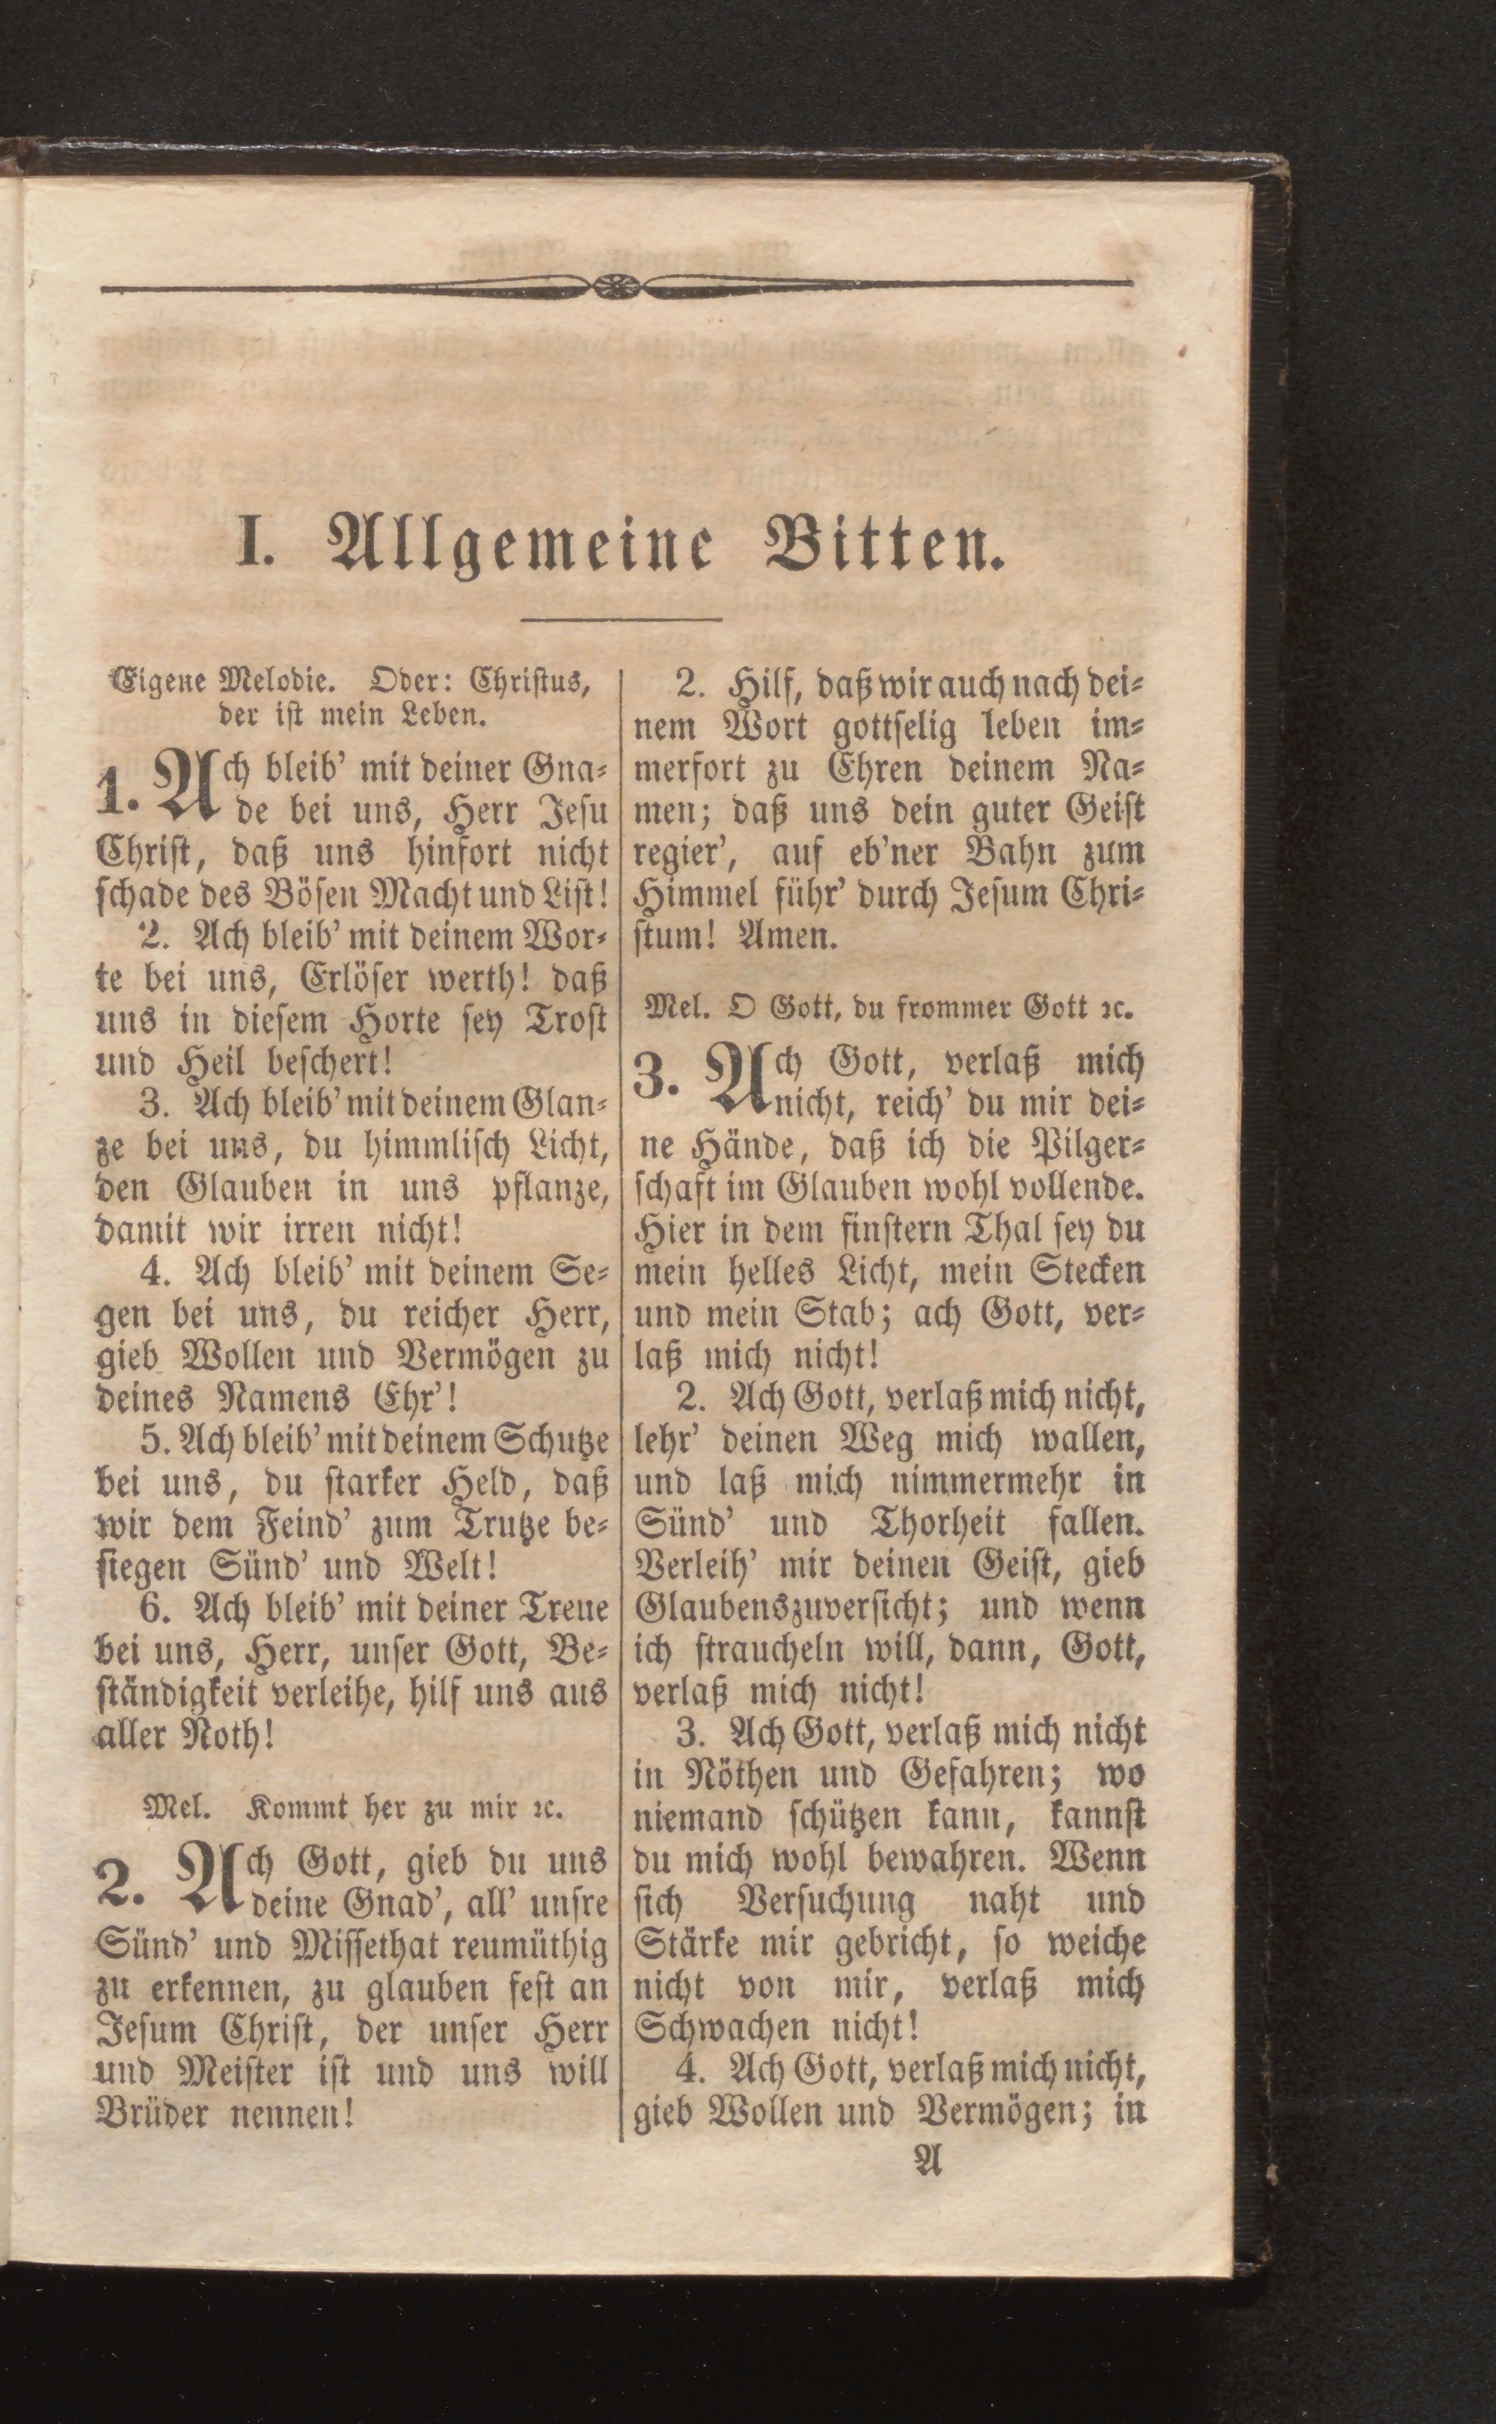 I. Allgemeine Bitten.
Eigene Melodie. Oder: Christus,
der ist mein Leben.
1. Ach bleib' mit deiner Gna-
de bei uns, Herr Jesu
Christ, daß uns hinfort nicht
schade des Bösen Macht und List!
2. Ach bleib' mit deinem Wor-
te bei uns, Erlöser werth! daß
uns in diesem Horte sey Trost
und Heil beschert!
3. Ach bleib' mit deinem Glan-
ze bei uns, du himmlisch Licht,
den Glauben in uns pflanze,
damit wir irren nicht!
4. Ach bleib' mit deinem Se-
gen bei uns, du reicher Herr,
gieb Wollen und Vermögen zu
deines Namens Ehr'!
5. Ach bleib' mit deinem Schutze
bei uns, du starker Held, daß
wir dem Feind' zum Trutze be-
siegen Sünd' und Welt!
6. Ach bleib' mit deiner Treue
bei uns, Herr, unser Gott, Be-
ständigkeit verleihe, hilf uns aus
aller Noth!
Mel. Kommt her zu mir ꝛc.
2. Ach Gott, gieb du uns
deine Gnad', all' unsre
Sünd' und Missethat reumüthig
zu erkennen, zu glauben fest an
Jesum Christ, der unser Herr
und Meister ist und uns will
Brüder nennen!
2. Hilf, daß wir auch nach dei-
nem Wort gottselig leben im-
merfort zu Ehren deinem Na-
men; daß uns dein guter Geist
regier', auf eb'ner Bahn zum
Himmel führ' durch Jesum Chri-
stum! Amen.
Mel. O Gott, du frommer Gott ꝛc.
3. Ach Gott, verlaß mich
nicht, reich' du mir dei-
ne Hände, daß ich die Pilger-
schaft im Glauben wohl vollende.
Hier in dem finstern Thal sey du
mein helles Licht, mein Stecken
und mein Stab; ach Gott, ver-
laß mich nicht!
2. Ach Gott, verlaß mich nicht,
lehr' deinen Weg mich wallen,
und laß mich nimmermehr in
Sünd' und Thorheit fallen.
Verleih' mir deinen Geist, gieb
Glaubenszuversicht; und wenn
ich straucheln will, dann, Gott,
verlaß mich nicht!
3. Ach Gott, verlaß mich nicht
in Nöthen und Gefahren; wo
niemand schützen kann, kannst
du mich wohl bewahren. Wenn
sich Versuchung naht und
Stärke mir gebricht, so weiche
nicht von mir, verlaß mich
Schwachen nicht!
4. Ach Gott, verlaß mich nicht,
gieb Wollen und Vermögen; in
A